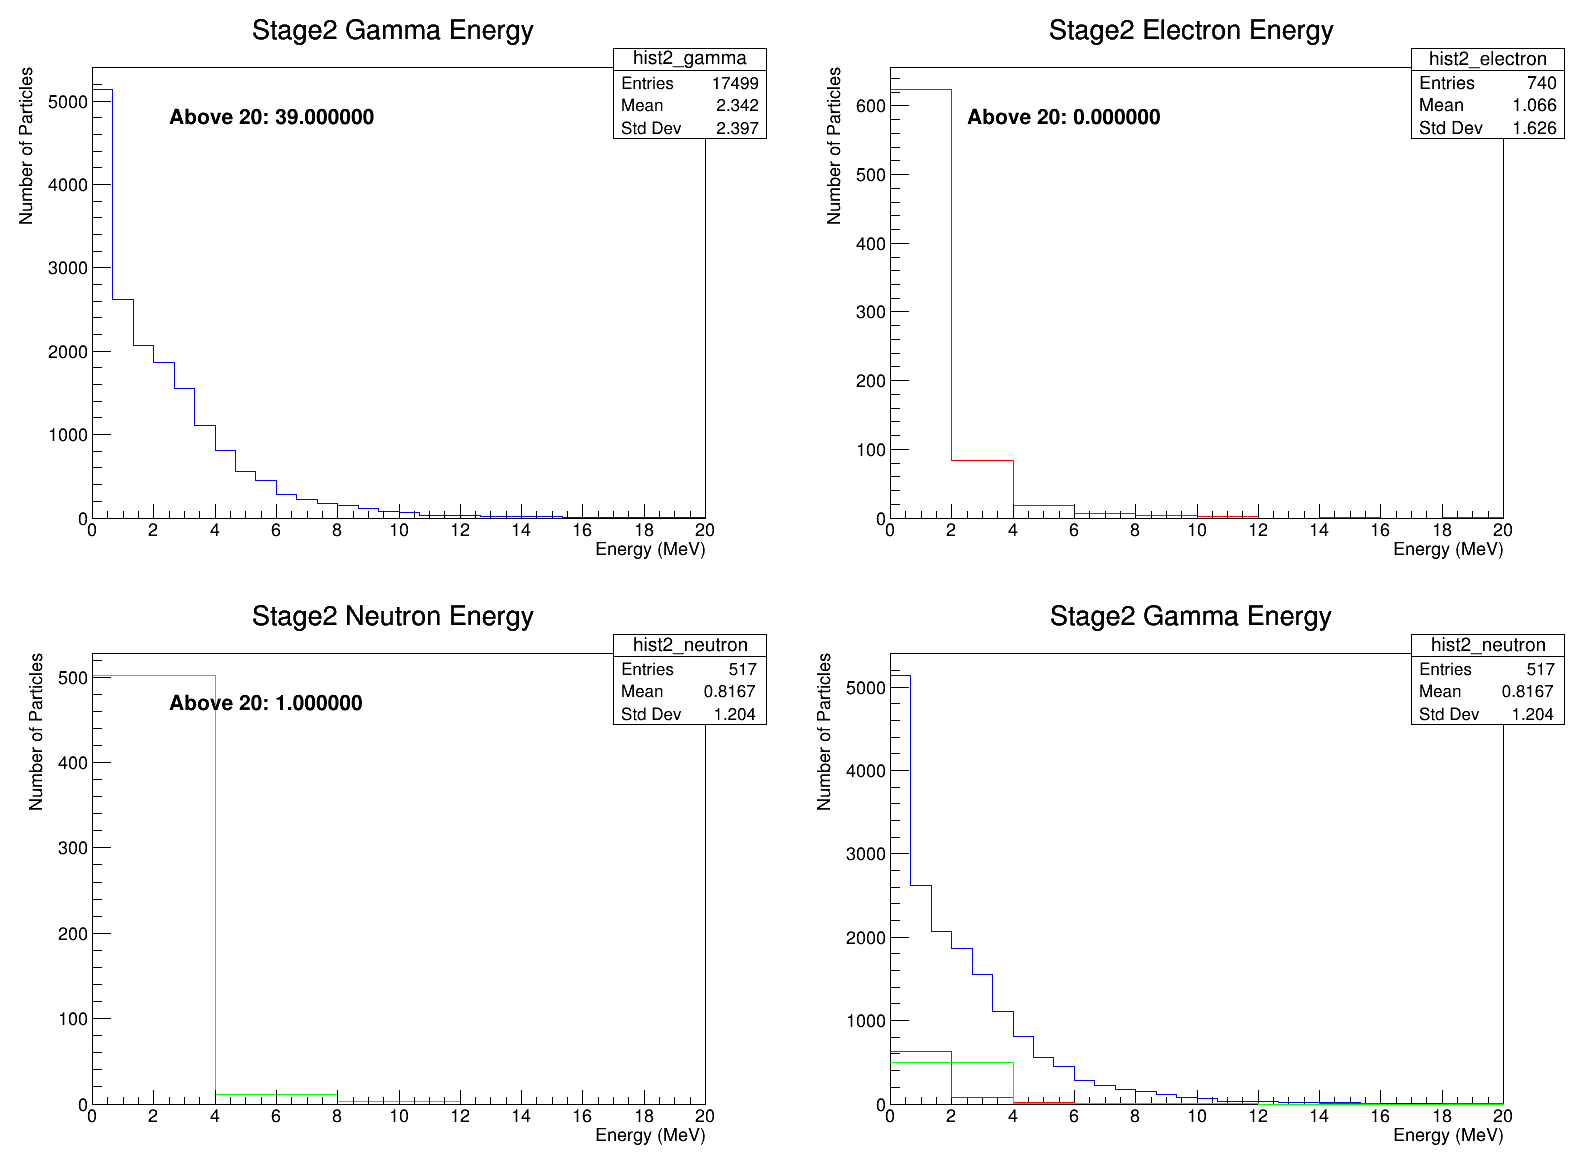 Stage2 Gamma Energy
hist2_gamma
Entries 17499
Mean 2.342
Std Dev 2.397
Above 20: 39.000000
Number of Particles
5000
4000
3000
2000
1000
0
0 2 4 6 8 10 12 14 16 18 20
Energy (MeV)
Stage2 Electron Energy
hist2_electron
Entries 740
Mean 1.066
Std Dev 1.626
Above 20: 0.000000
Number of Particles
600
500
400
300
200
100
0
0 2 4 6 8 10 12 14 16 18 20
Energy (MeV)
Stage2 Neutron Energy
hist2_neutron
Entries 517
Mean 0.8167
Std Dev 1.204
Above 20: 1.000000
Number of Particles
500
400
300
200
100
0
0 2 4 6 8 10 12 14 16 18 20
Energy (MeV)
Stage2 Gamma Energy
hist2_neutron
Entries 517
Mean 0.8167
Std Dev 1.204
Number of Particles
5000
4000
3000
2000
1000
0
0 2 4 6 8 10 12 14 16 18 20
Energy (MeV)